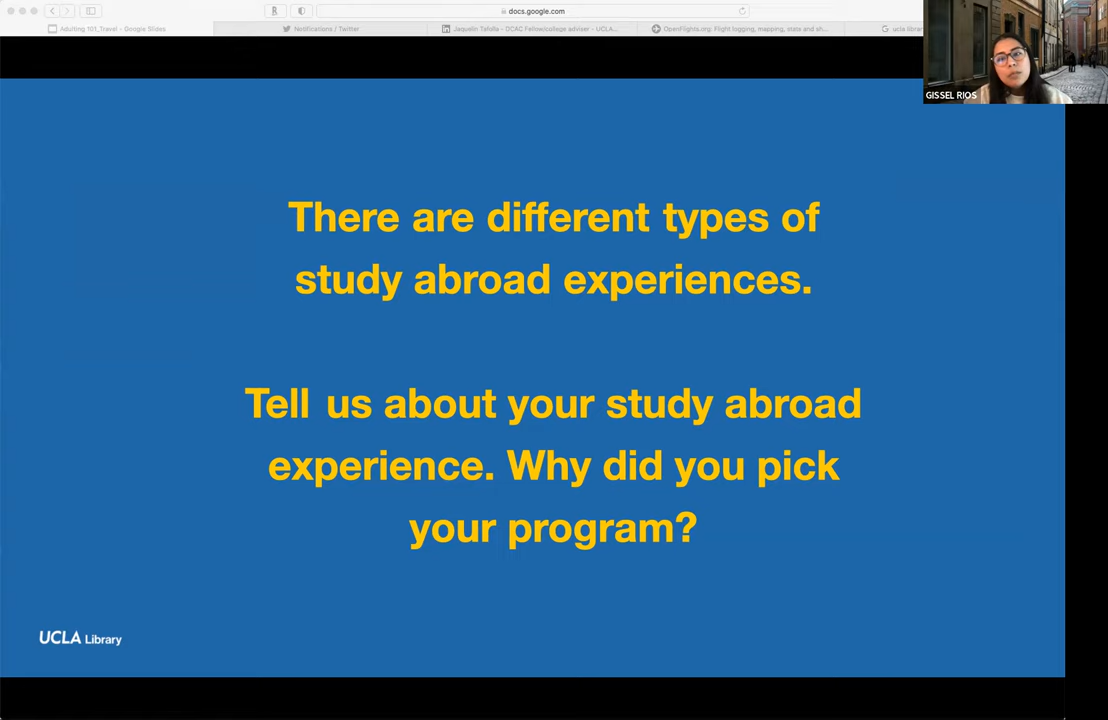 docs.google.com
Adulting 101_Travel - Google Slides
Notifications / Twitter
Jaquelin Tafolla - DCAC Fellow/college adviser - UCLA...
OpenFlights.org: Flight logging, mapping, stats and sh...
ucla librar
GISSEL RIOS
There are different types of
study abroad experiences.
Tell us about your study abroad
experience. Why did you pick
your program?
UCLA Library